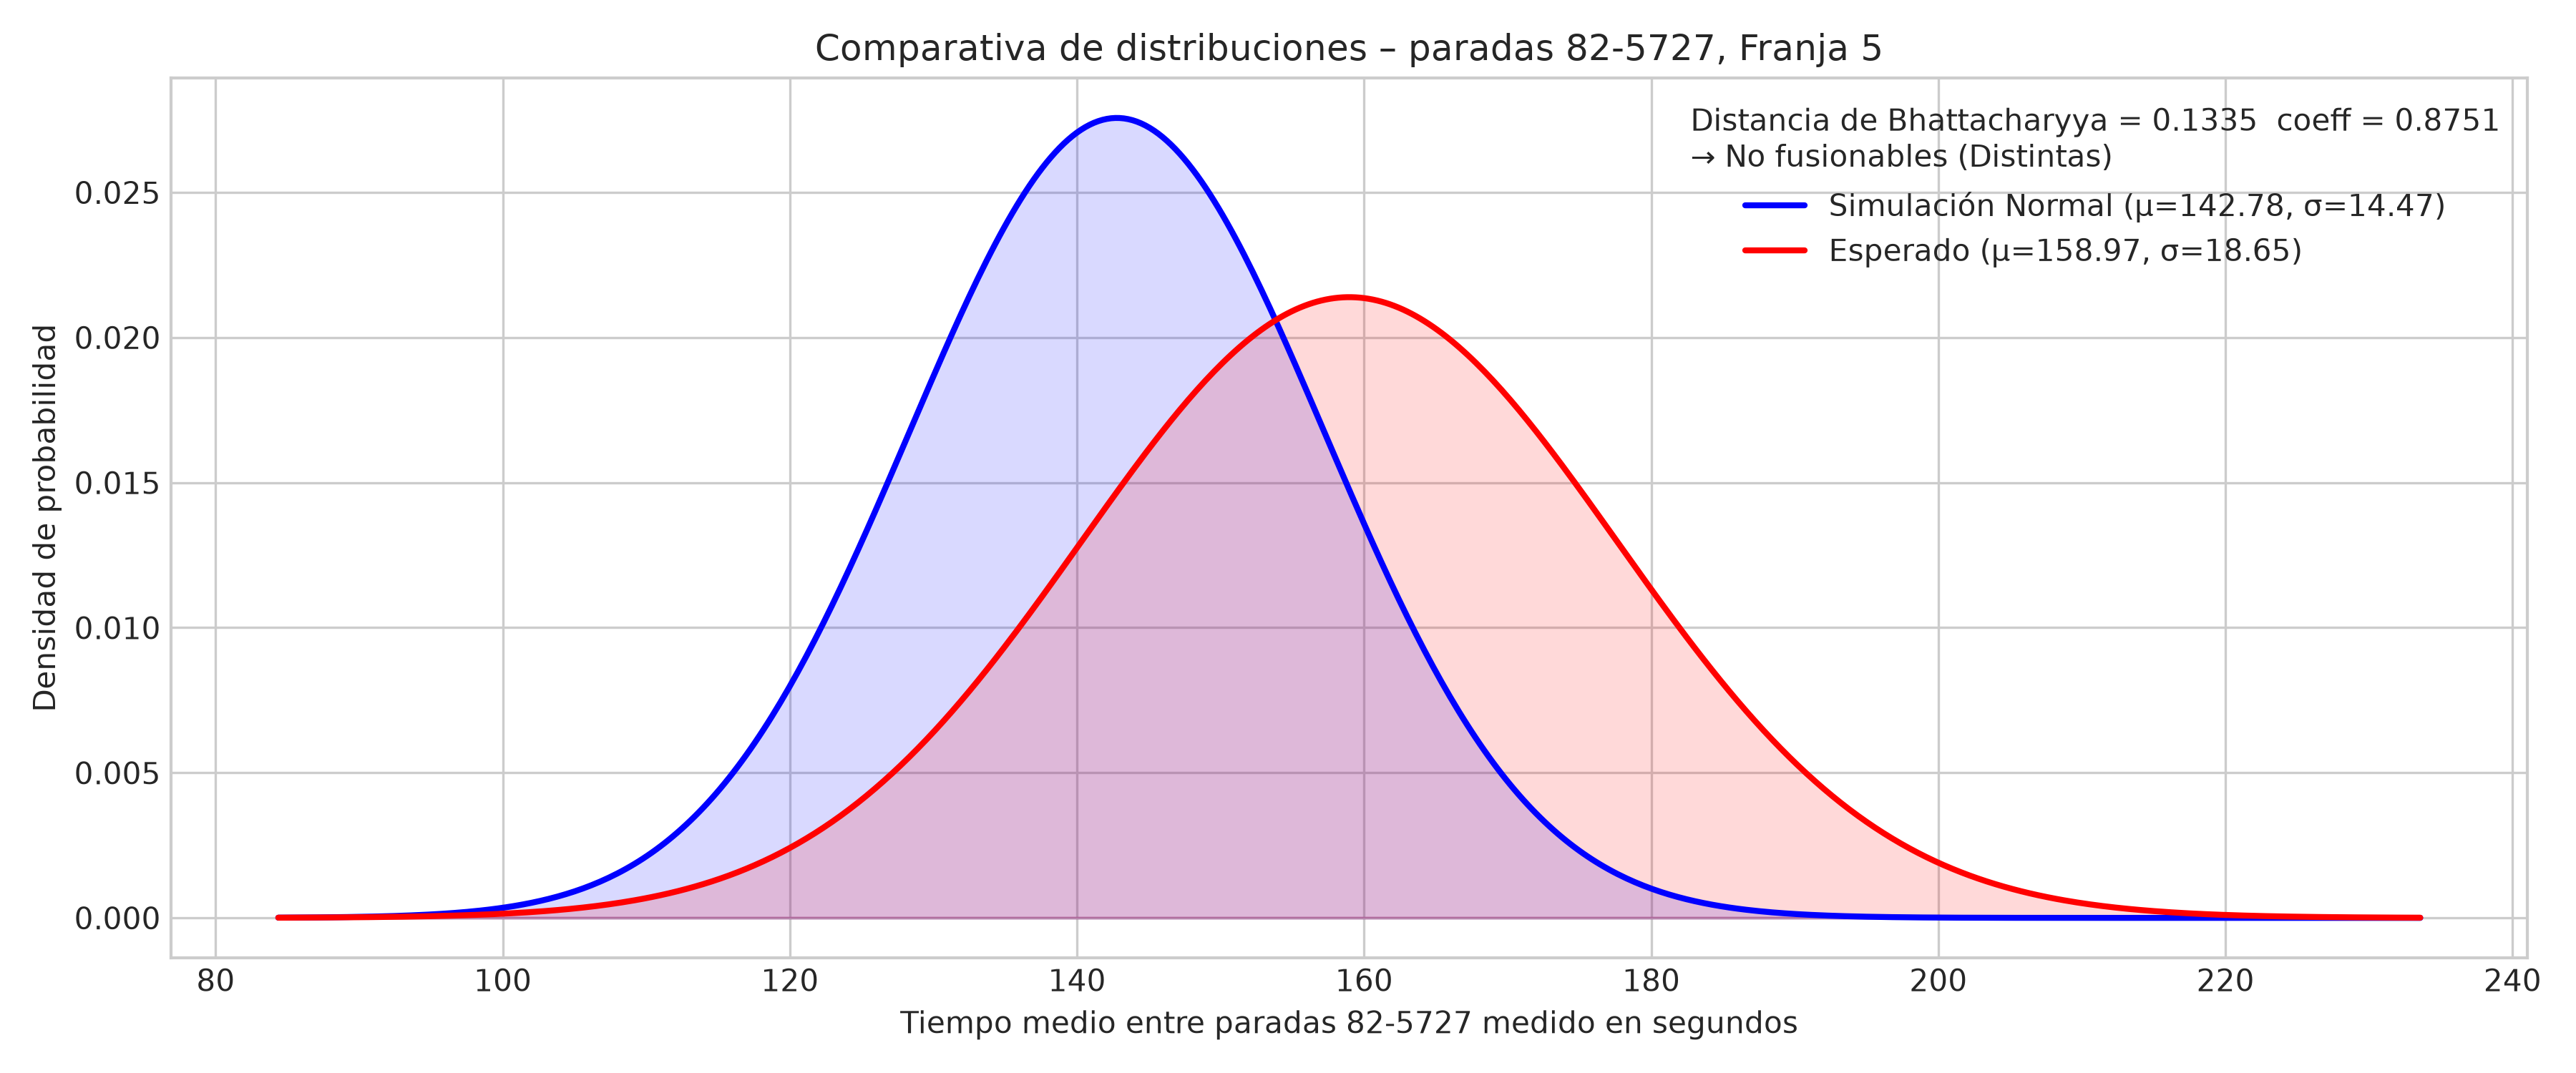 Comparativa de distribuciones – paradas 82-5727, Franja 5
Distancia de Bhattacharyya = 0.1335  coeff = 0.8751
→ No fusionables (Distintas)
Simulación Normal (μ=142.78, σ=14.47)
Esperado (μ=158.97, σ=18.65)
Densidad de probabilidad
0.025
0.020
0.015
0.010
0.005
0.000
80 100 120 140 160 180 200 220 240
Tiempo medio entre paradas 82-5727 medido en segundos